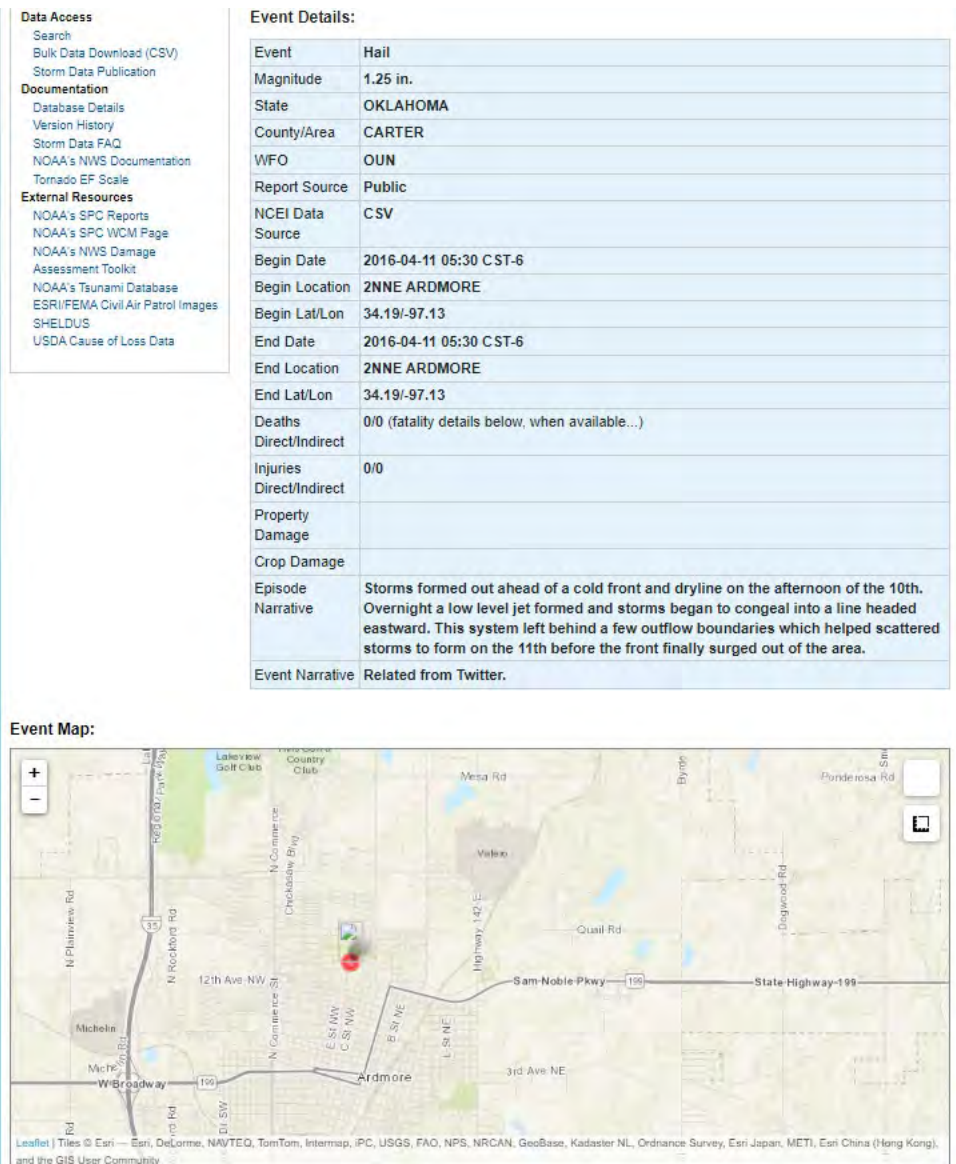 Data Access
Search
Bulk Data Download (CSV)
Storm Data Publication
Documentation
Database Details
Version History
Storm Data FAQ
NOAA's NWS Documentation
Tornado EF Scale
External Resources
NOAA's SPC Reports
NOAA's SPC WCM Page
NOAA's NWS Damage
Assessment Toolkit
NOAA's Tsunami Database
ESRI/FEMA Civil Air Patrol Images
SHELDUS
USDA Cause of Loss Data
Event Details:
Event Hail
Magnitude 1.25 in.
State OKLAHOMA
County/Area CARTER
WFO OUN
Report Source Public
NCEI Data CSV
Source
Begin Date 2016-04-11 05:30 CST-6
Begin Location 2NNE ARDMORE
Begin Lat/Lon 34.19/-97.13
End Date 2016-04-11 05:30 CST-6
End Location 2NNE ARDMORE
End Lat/Lon 34.19/-97.13
Deaths 0/0 (fatality details below, when available...)
Direct/Indirect
Injuries 0/0
Direct/Indirect
Property
Damage
Crop Damage
Episode Storms formed out ahead of a cold front and dryline on the afternoon of the 10th.
Narrative Overnight a low level jet formed and storms began to congeal into a line headed
eastward. This system left behind a few outflow boundaries which helped scattered
storms to form on the 11th before the front finally surged out of the area.
Event Narrative Related from Twitter.
Event Map:
+
−
Lakeview
Golf Club
Country
Club
Mesa Rd
Ponderosa Rd
Valero
N Commerce
Chickasaw Blvd
N Plainview Rd
35
N Rockford Rd
Highway 142 E
Dogwood Rd
Quail Rd
12th Ave NW
Sam Noble Pkwy
199
State Highway 199
Michelin
N Commerce St
E St NW
C St NW
B St NE
L St NE
W Broadway
199
Ardmore
3rd Ave NE
Leaflet | Tiles © Esri — Esri, DeLorme, NAVTEQ, TomTom, Intermap, iPC, USGS, FAO, NPS, NRCAN, GeoBase, Kadaster NL, Ordnance Survey, Esri Japan, METI, Esri China (Hong Kong),
and the GIS User Community